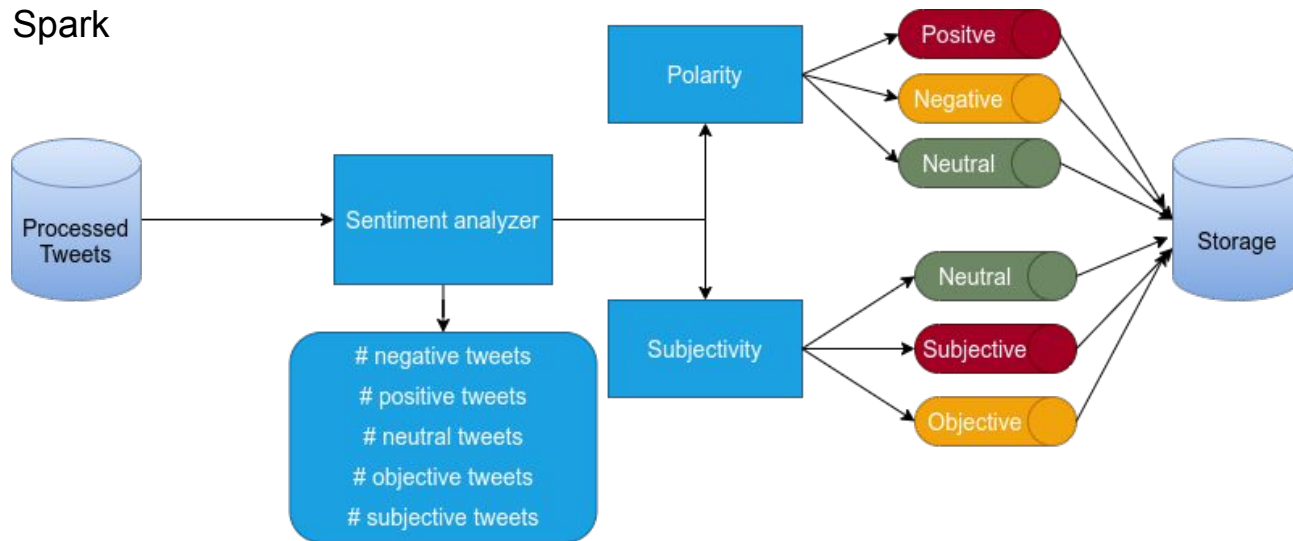 Spark
Processed
Tweets
Sentiment analyzer
# negative tweets
# positive tweets
# neutral tweets
# objective tweets
# subjective tweets
Polarity
Subjectivity
Positve
Negative
Neutral
Neutral
Subjective
Objective
Storage